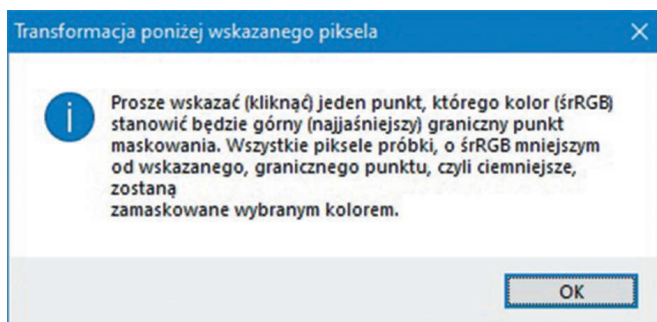 Transformacja poniżej wskazanego piksela
Prosze wskazać (kliknąć) jeden punkt, którego kolor (śrRGB)
stanowić będzie górny (najjaśniejszy) graniczny punkt
maskowania. Wszystkie piksele próbki, o śrRGB mniejszym
od wskazanego, granicznego punktu, czyli ciemniejsze,
zostaną
zamaskowane wybranym kolorem.
OK